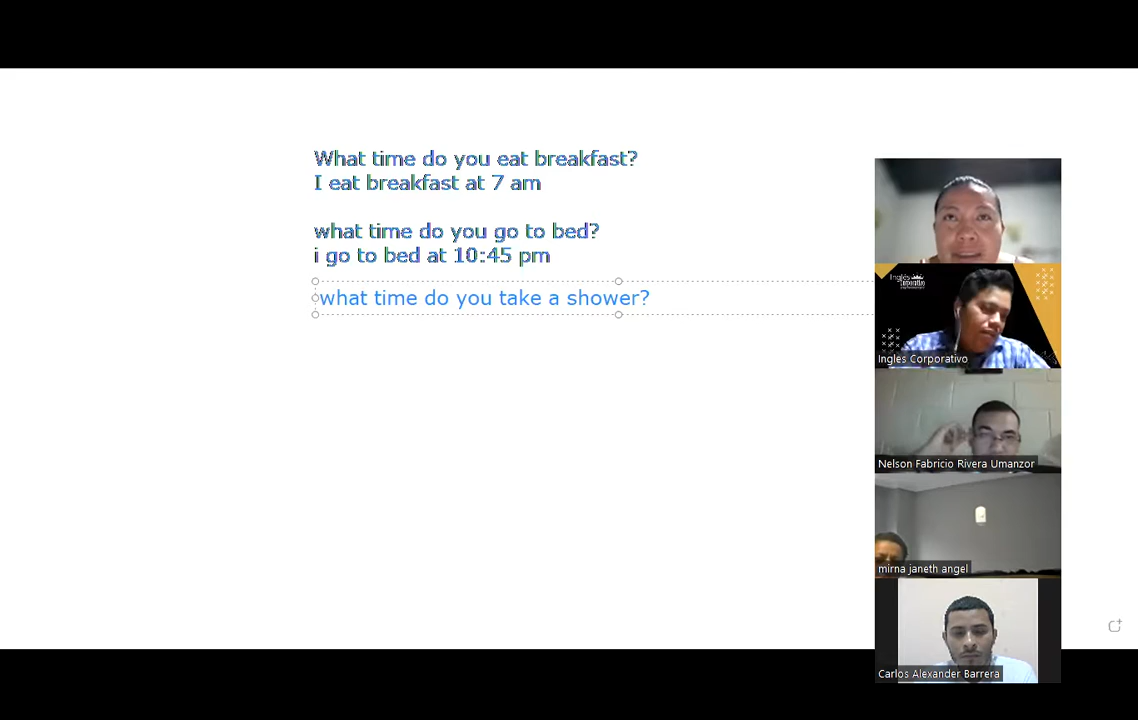 What time do you eat breakfast?
I eat breakfast at 7 am
what time do you go to bed?
i go to bed at 10:45 pm
what time do you take a shower?
Inglés
Corporativo
Ingles Corporativo
Nelson Fabricio Rivera Umanzor
mirna janeth angel
Carlos Alexander Barrera